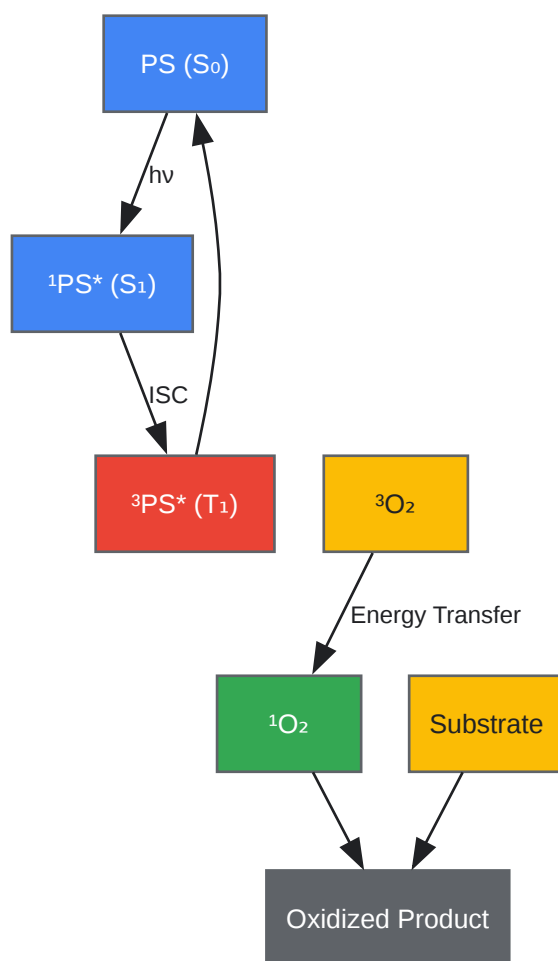 PS (S₀)
hν
¹PS* (S₁)
ISC
³PS* (T₁)
³O₂
Energy Transfer
¹O₂
Substrate
Oxidized Product